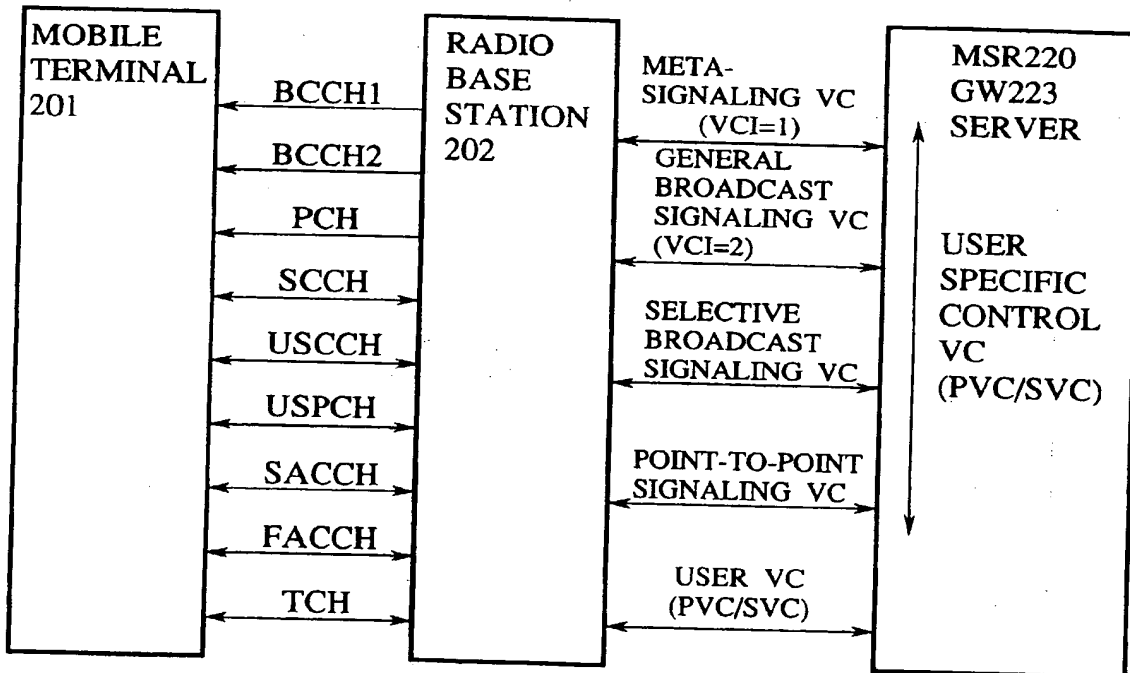 MOBILE
TERMINAL
201
BCCH1
BCCH2
PCH
SCCH
USCCH
USPCH
SACCH
FACCH
TCH
RADIO
BASE
STATION
202
META-
SIGNALING VC
(VCI=1)
GENERAL
BROADCAST
SIGNALING VC
(VCI=2)
SELECTIVE
BROADCAST
SIGNALING VC
POINT-TO-POINT
SIGNALING VC
USER VC
(PVC/SVC)
MSR220
GW223
SERVER
USER
SPECIFIC
CONTROL
VC
(PVC/SVC)